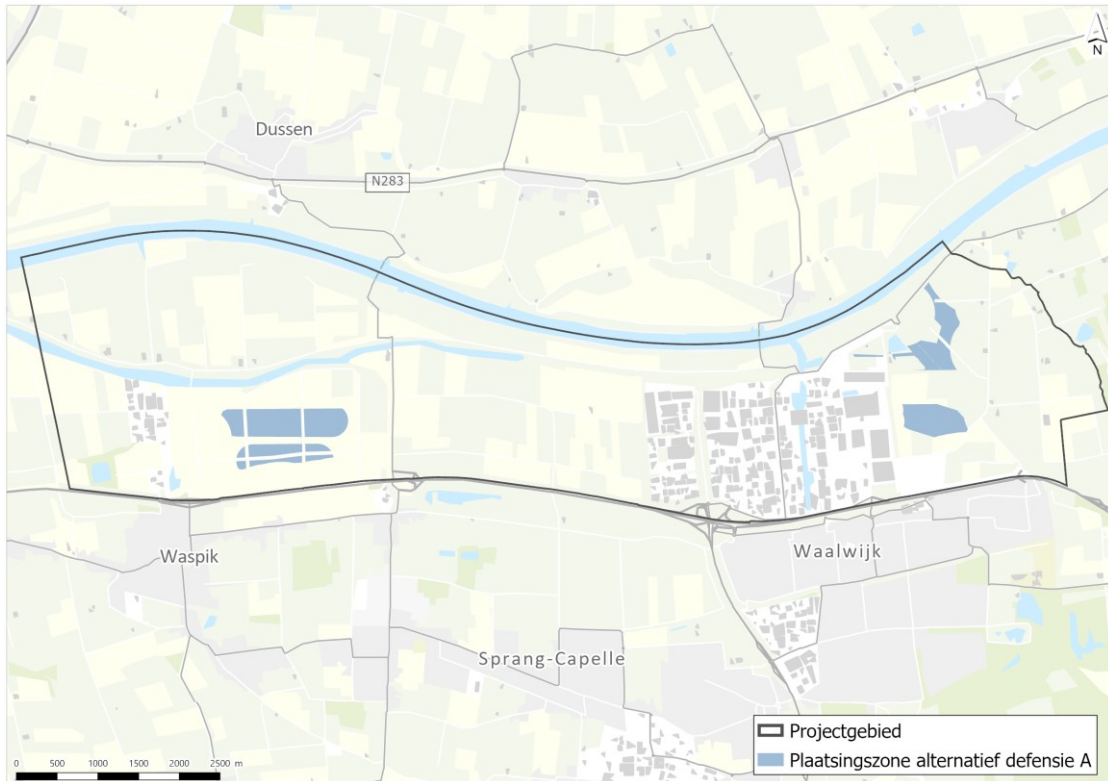 N
Dussen
N283
Waspik
Waalwijk
Sprang-Capelle
Projectgebied
Plaatsingszone alternatief defensie A
0 500 1000 1500 2000 2500 m